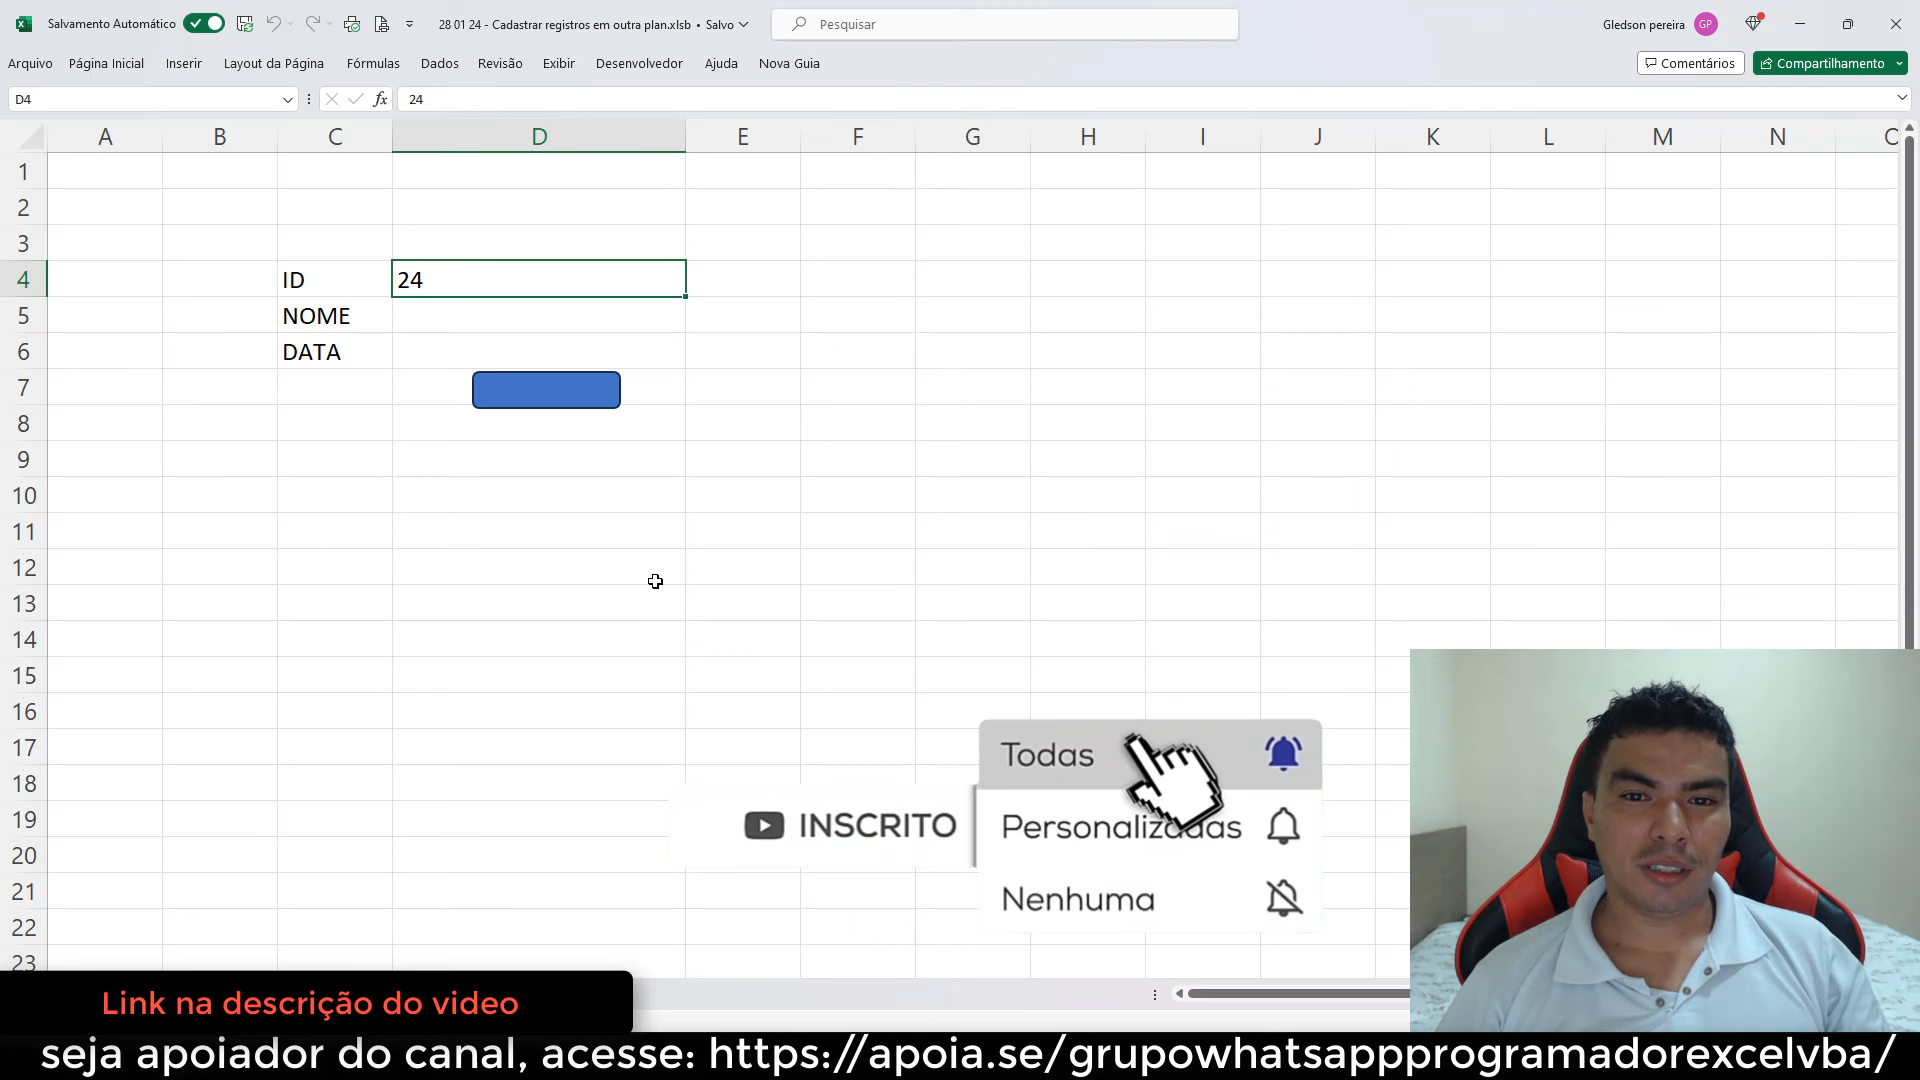 Salvamento Automático
28 01 24 - Cadastrar registros em outra plan.xlsb • Salvo
Pesquisar
Gledson pereira
GP
Arquivo Página Inicial Inserir Layout da Página Fórmulas Dados Revisão Exibir Desenvolvedor Ajuda Nova Guia
Comentários
Compartilhamento
D4
fx
24
A B C D E F G H I J K L M N O
1
2
3
4 ID 24
5 NOME
6 DATA
7
8
9
10
11
12
13
14
15
16
17
18
19
20
21
22
23
Todas
INSCRITO
Personalizadas
Nenhuma
Link na descrição do video
seja apoiador do canal, acesse: https://apoia.se/grupowhatsappprogramadorexcelvba/